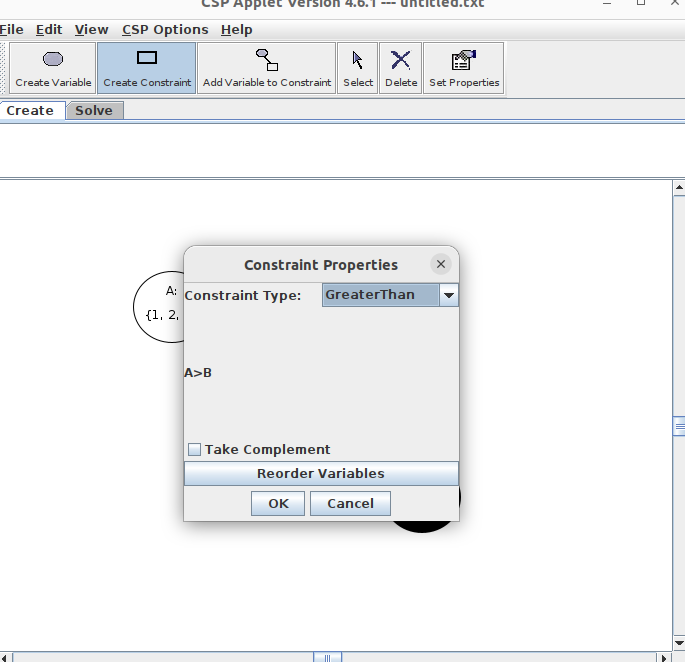 CSP Applet Version 4.6.1 --- untitled.txt
File Edit View CSP Options Help
Create Variable Create Constraint Add Variable to Constraint Select Delete Set Properties
Create Solve
Constraint Properties
A:
Constraint Type: GreaterThan
{1, 2,
A>B
Take Complement
Reorder Variables
OK Cancel